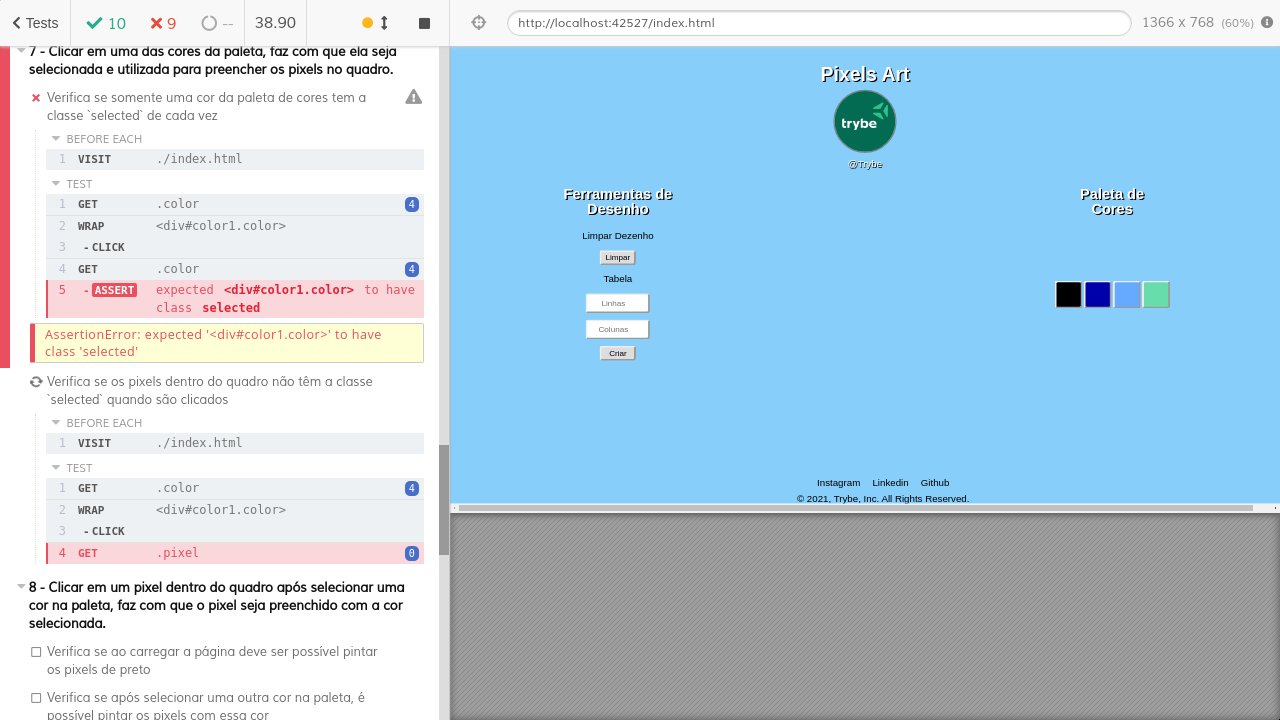 Tests 10 9 -- 38.90
7 - Clicar em uma das cores da paleta, faz com que ela seja
selecionada e utilizada para preencher os pixels no quadro.
Verifica se somente uma cor da paleta de cores tem a
classe `selected` de cada vez
BEFORE EACH
1 VISIT ./index.html
TEST
1 GET .color 4
2 WRAP <div#color1.color>
3 -CLICK
4 GET .color 4
5 -ASSERT expected <div#color1.color> to have
class selected
AssertionError: expected '<div#color1.color>' to have
class 'selected'
Verifica se os pixels dentro do quadro não têm a classe
`selected` quando são clicados
BEFORE EACH
1 VISIT ./index.html
TEST
1 GET .color 4
2 WRAP <div#color1.color>
3 -CLICK
4 GET .pixel 0
8 - Clicar em um pixel dentro do quadro após selecionar uma
cor na paleta, faz com que o pixel seja preenchido com a cor
selecionada.
Verifica se ao carregar a página deve ser possível pintar
os pixels de preto
Verifica se após selecionar uma outra cor na paleta, é
possível pintar os pixels com essa cor
http://localhost:42527/index.html 1366 x 768 (60%)
Pixels Art
trybe
@Trybe
Ferramentas de
Desenho
Limpar Dezenho
Limpar
Tabela
Linhas
Colunas
Criar
Paleta de
Cores
Instagram Linkedin Github
© 2021, Trybe, Inc. All Rights Reserved.